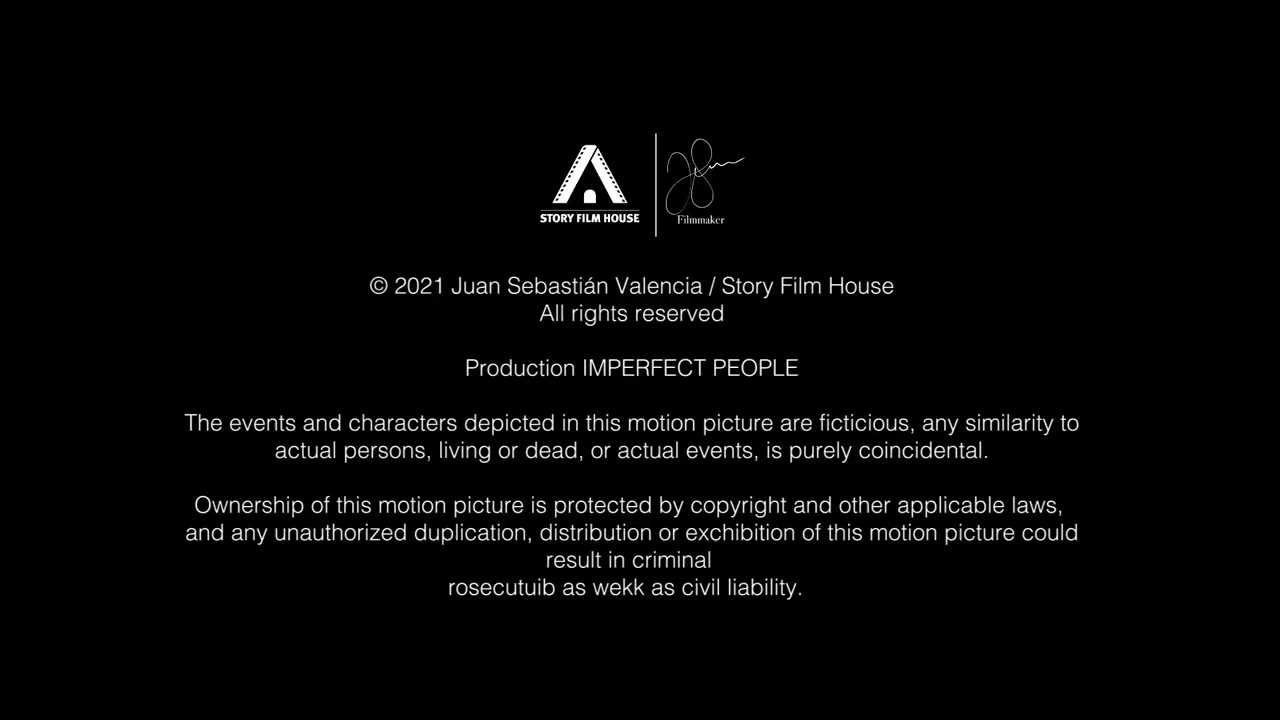 STORY FILM HOUSE
Filmmaker
© 2021 Juan Sebastián Valencia / Story Film House
All rights reserved
Production IMPERFECT PEOPLE
The events and characters depicted in this motion picture are ficticious, any similarity to
actual persons, living or dead, or actual events, is purely coincidental.
Ownership of this motion picture is protected by copyright and other applicable laws,
and any unauthorized duplication, distribution or exchibition of this motion picture could
result in criminal
rosecutuib as wekk as civil liability.